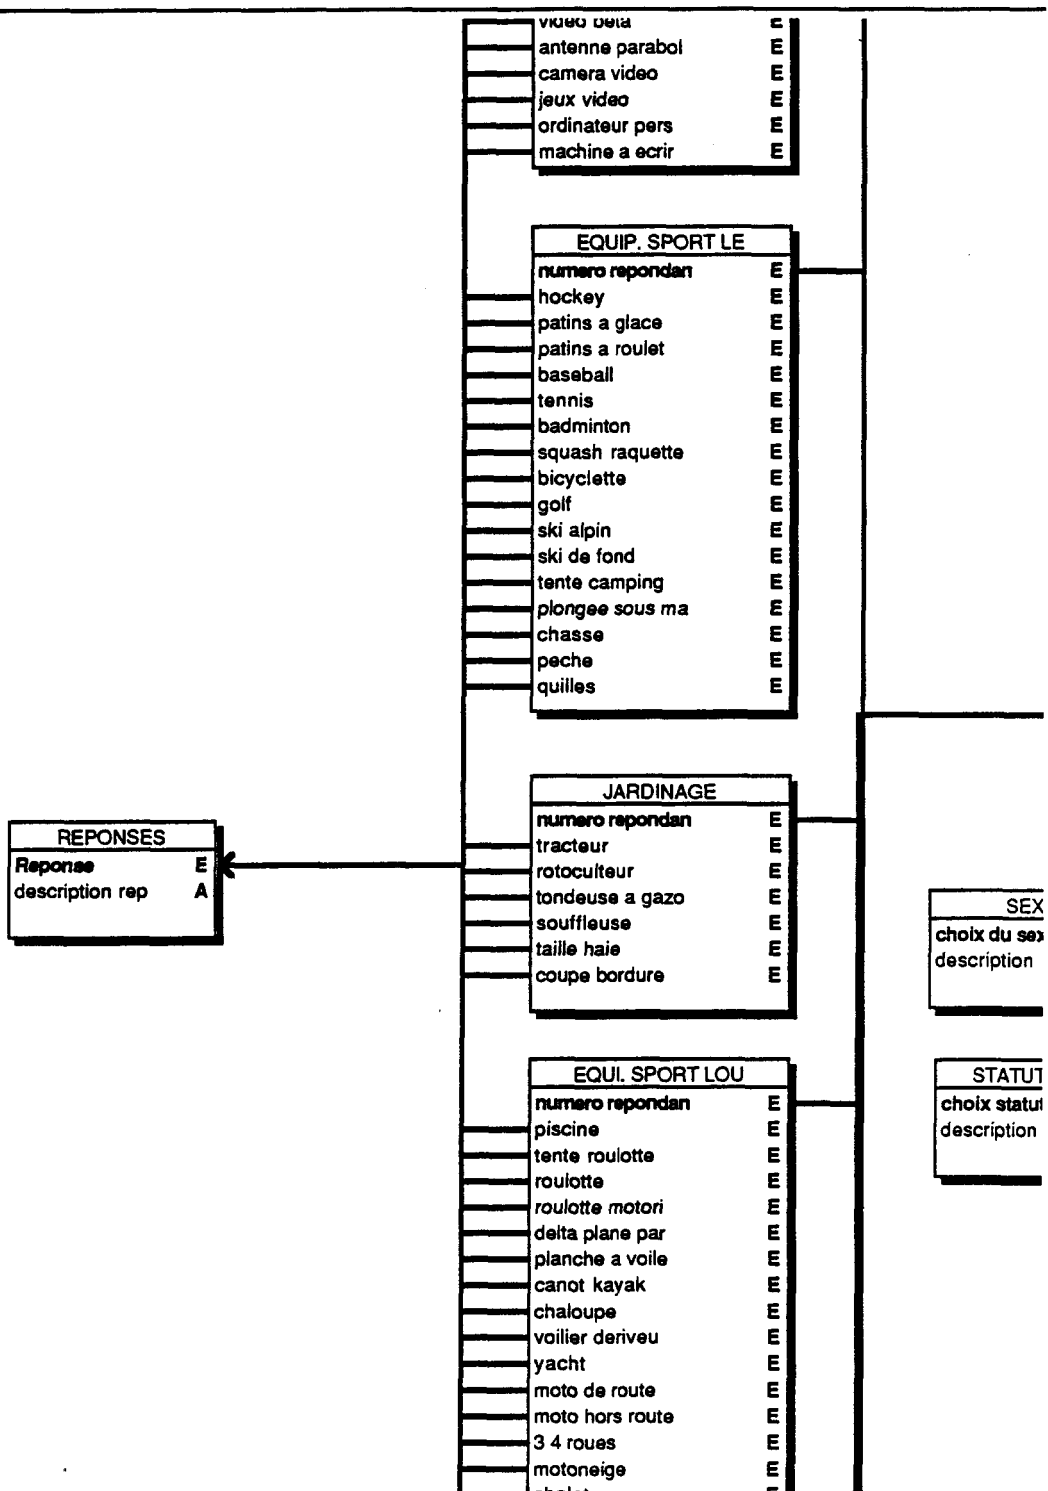 video beta E
antenne parabol E
camera video E
jeux video E
ordinateur pers E
machine a ecrir E
EQUIP. SPORT LE
numero repondan E
hockey E
patins a glace E
patins a roulet E
baseball E
tennis E
badminton E
squash raquette E
bicyclette E
golf E
ski alpin E
ski de fond E
tente camping E
plongee sous ma E
chasse E
peche E
quilles E
JARDINAGE
numero repondan E
tracteur E
rotoculteur E
tondeuse a gazo E
souffleuse E
taille haie E
coupe bordure E
REPONSES
Reponse E
description rep A
SEX
choix du sex
description
STATUT
choix statut
description
EQUI. SPORT LOU
numero repondan E
piscine E
tente roulotte E
roulotte E
roulotte motori E
delta plane par E
planche a voile E
canot kayak E
chaloupe E
voilier deriveu E
yacht E
moto de route E
moto hors route E
3 4 roues E
motoneige E